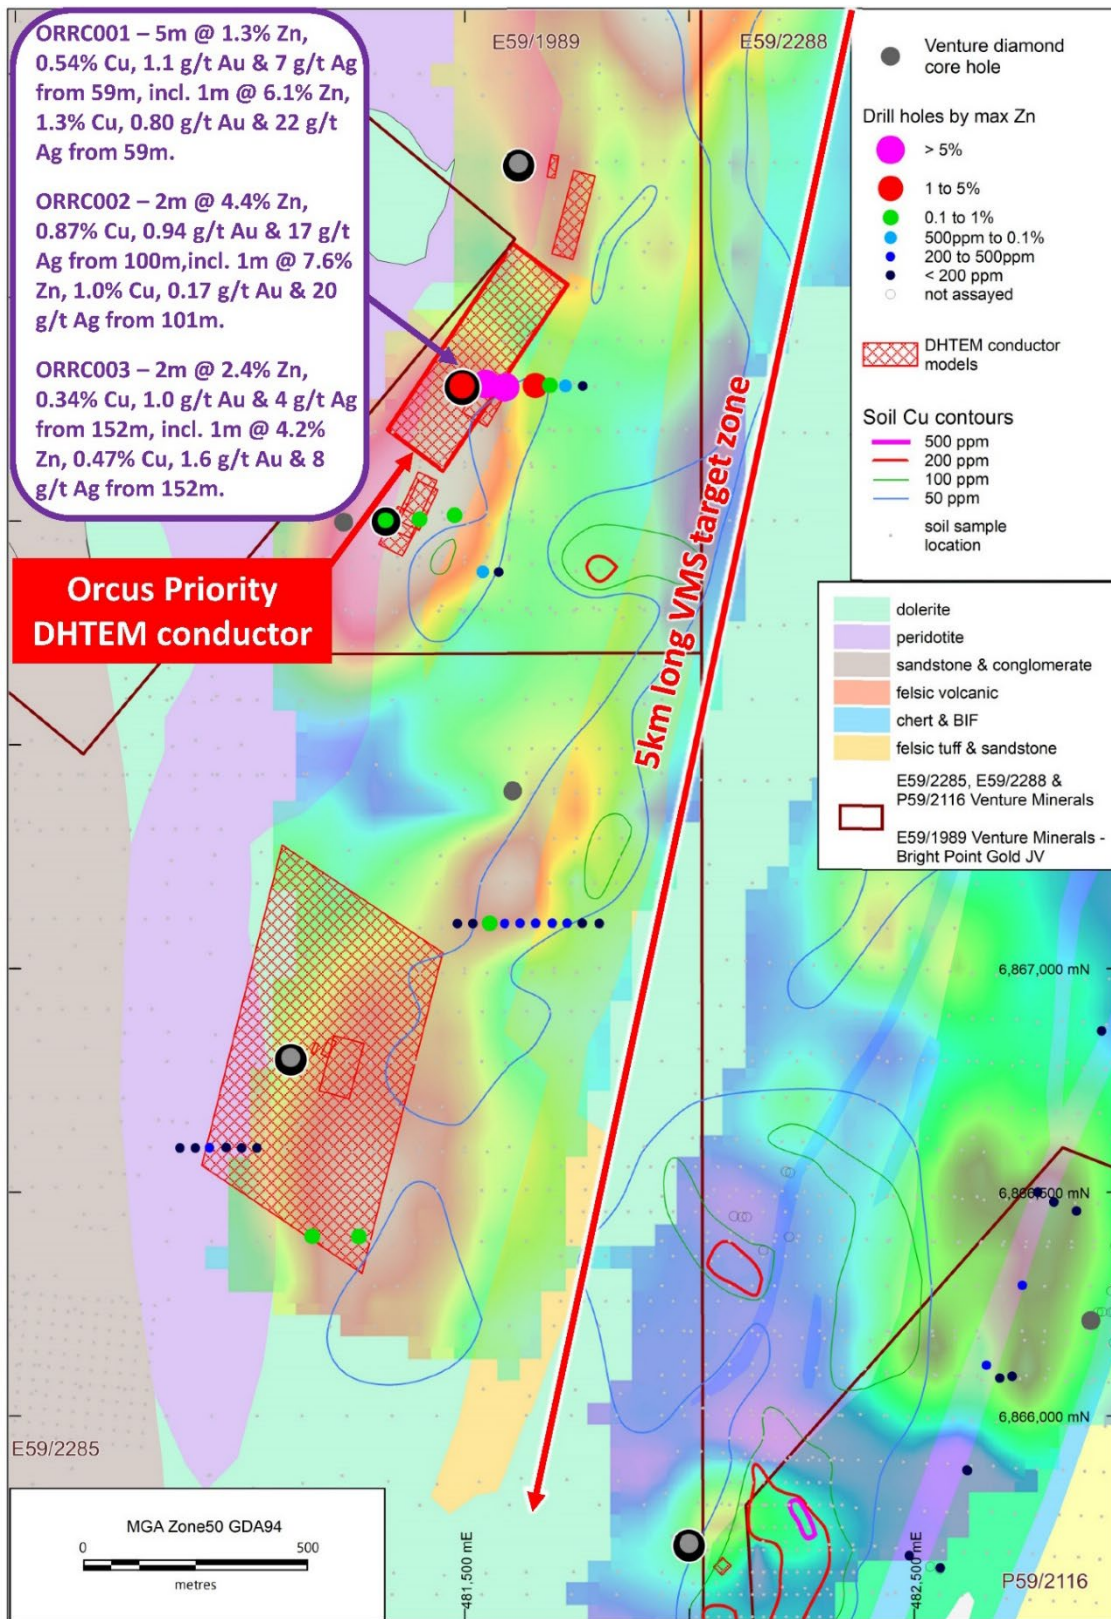 ORRC001 – 5m @ 1.3% Zn,
0.54% Cu, 1.1 g/t Au & 7 g/t Ag
from 59m, incl. 1m @ 6.1% Zn,
1.3% Cu, 0.80 g/t Au & 22 g/t
Ag from 59m.
ORRC002 – 2m @ 4.4% Zn,
0.87% Cu, 0.94 g/t Au & 17 g/t
Ag from 100m,incl. 1m @ 7.6%
Zn, 1.0% Cu, 0.17 g/t Au & 20
g/t Ag from 101m.
ORRC003 – 2m @ 2.4% Zn,
0.34% Cu, 1.0 g/t Au & 4 g/t Ag
from 152m, incl. 1m @ 4.2%
Zn, 0.47% Cu, 1.6 g/t Au & 8
g/t Ag from 152m.
E59/1989
E59/2288
Venture diamond
core hole
Drill holes by max Zn
> 5%
1 to 5%
0.1 to 1%
500ppm to 0.1%
200 to 500ppm
< 200 ppm
not assayed
DHTEM conductor
models
Soil Cu contours
500 ppm
200 ppm
100 ppm
50 ppm
soil sample
location
Orcus Priority
DHTEM conductor
5km long VMS target zone
dolerite
peridotite
sandstone & conglomerate
felsic volcanic
chert & BIF
felsic tuff & sandstone
E59/2285, E59/2288 &
P59/2116 Venture Minerals
E59/1989 Venture Minerals -
Bright Point Gold JV
6,867,000 mN
6,866,500 mN
6,866,000 mN
E59/2285
MGA Zone50 GDA94
0 500
metres
481,500 mE
482,500 mE
P59/2116